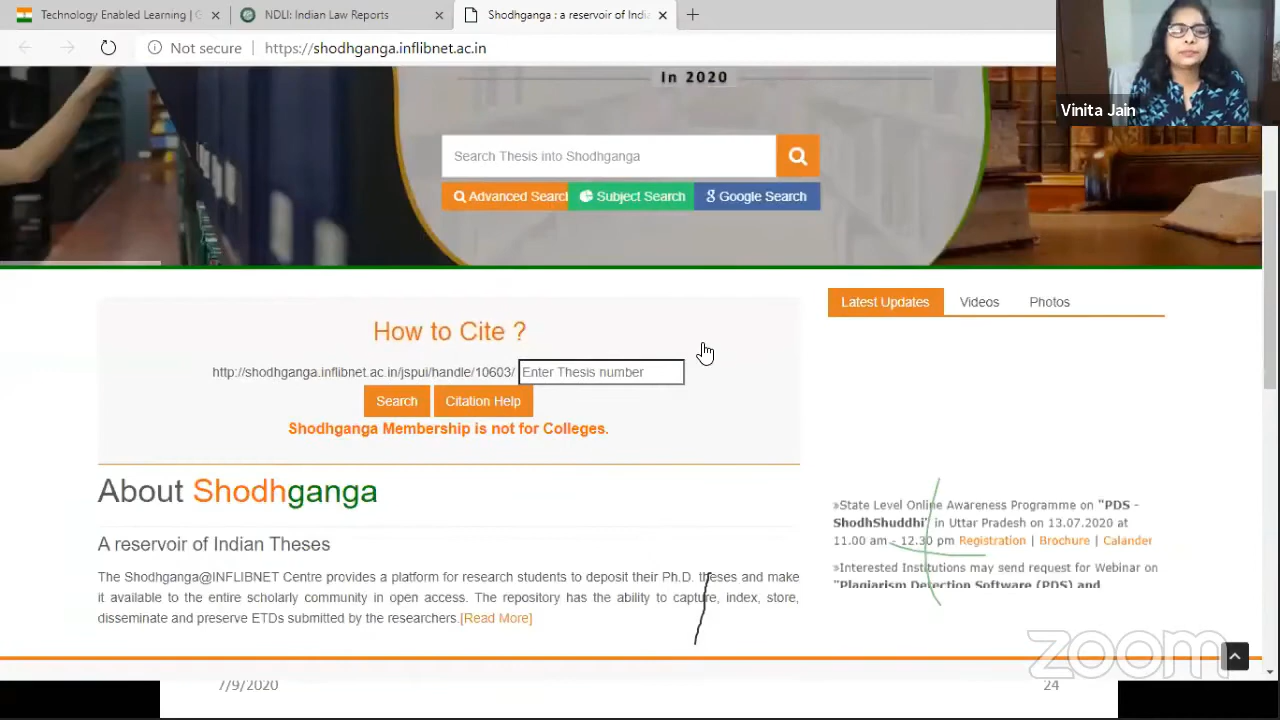 Technology Enabled Learning | G
NDLI: Indian Law Reports
Shodhganga : a reservoir of India
Not secure
https://shodhganga.inflibnet.ac.in
Vinita Jain
In 2020
Search Thesis into Shodhganga
Advanced Search
Subject Search
Google Search
Latest Updates
Videos
Photos
How to Cite ?
http://shodhganga.inflibnet.ac.in/jspui/handle/10603/
Enter Thesis number
Search
Citation Help
Shodhganga Membership is not for Colleges.
About Shodhganga
A reservoir of Indian Theses
The Shodhganga@INFLIBNET Centre provides a platform for research students to deposit their Ph.D. theses and make
it available to the entire scholarly community in open access. The repository has the ability to capture, index, store,
disseminate and preserve ETDs submitted by the researchers.[Read More]
»State Level Online Awareness Programme on "PDS -
ShodhShuddhi" in Uttar Pradesh on 13.07.2020 at
11.00 am - 12.30 pm Registration | Brochure | Calander
»Interested Institutions may send request for Webinar on
"Plagiarism Detection Software (PDS) and
zoom
7/9/2020
24